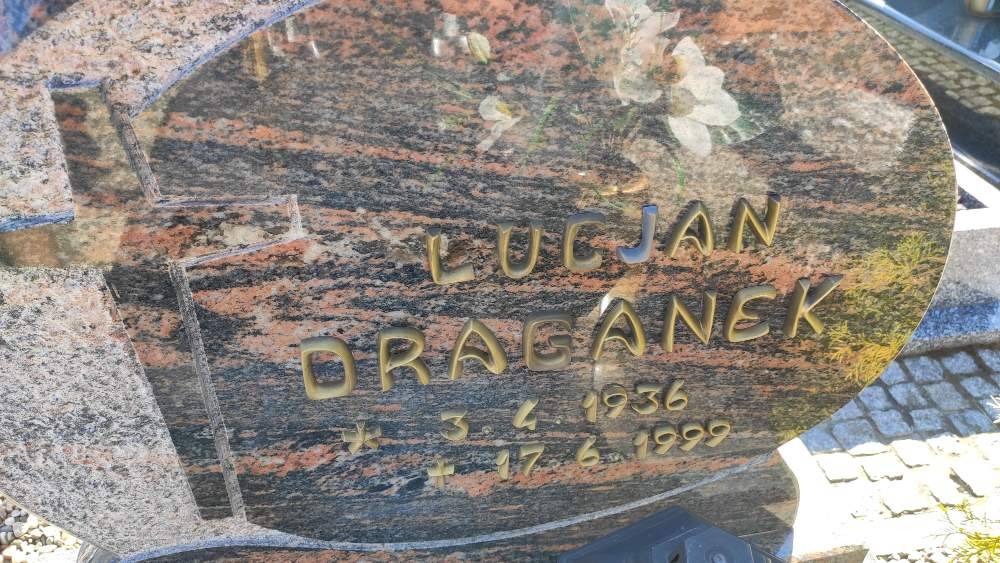 LUCJAN
DRAGANEK
* 3. 4. 1936
+ 17 6. 1999